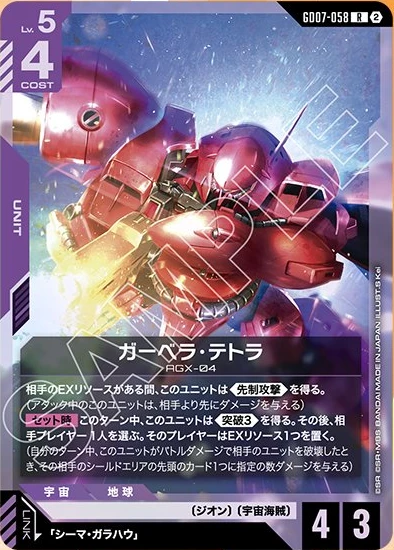 Lv.5
GD07-058 R 2
4
COST
UNIT
SAMPLE
©SR ©SR・MBS BANDAI MADE IN JAPAN ILLUST.S Kei
ガーベラ・テトラ
AGX-04
相手のEXリソースがある間、このユニットは 先制攻撃 を得る。
(アタック中のこのユニットは、相手より先にダメージを与える)
セット時 このターン中、このユニットは 突破3 を得る。その後、相
手プレイヤー1人を選ぶ。そのプレイヤーはEXリソース1つを置く。
(自分のターン中、このユニットがバトルダメージで相手のユニットを破壊したと
き、その相手のシールドエリアの先頭のカード1つに指定の数ダメージを与える)
宇宙 地球
〔ジオン〕〔宇宙海賊〕
LINK
「シーマ・ガラハウ」
4 3